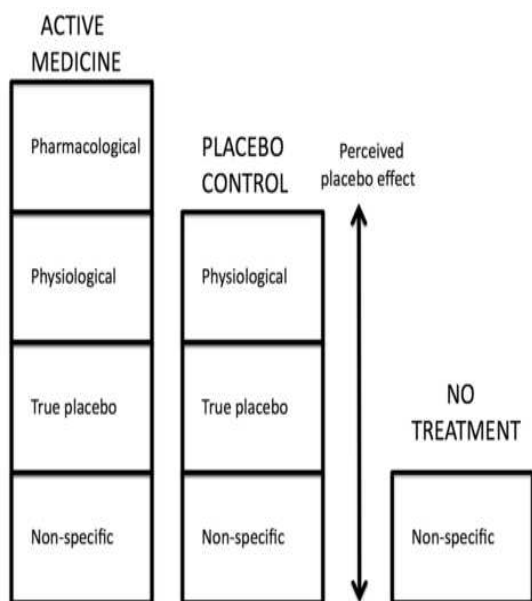 ACTIVE
MEDICINE
Pharmacological
Physiological
True placebo
Non-specific
PLACEBO
CONTROL
Physiological
True placebo
Non-specific
Perceived
placebo effect
NO
TREATMENT
Non-specific